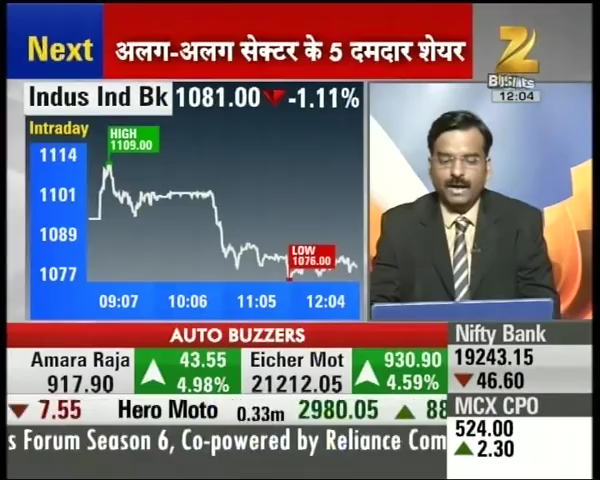 Next
अलग-अलग सेक्टर के 5 दमदार शेयर
12:04
Indus Ind Bk 1081.00 -1.11%
Intraday
HIGH
1109.00
1114
1101
1089
1077
LOW
1076.00
09:07 10:06 11:05 12:04
AUTO BUZZERS
Amara Raja 43.55 Eicher Mot 930.90
917.90 4.98% 21212.05 4.59%
7.55 Hero Moto 0.33m 2980.05 88
s Forum Season 6, Co-powered by Reliance Com
Nifty Bank
19243.15
46.60
MCX CPO
524.00
2.30